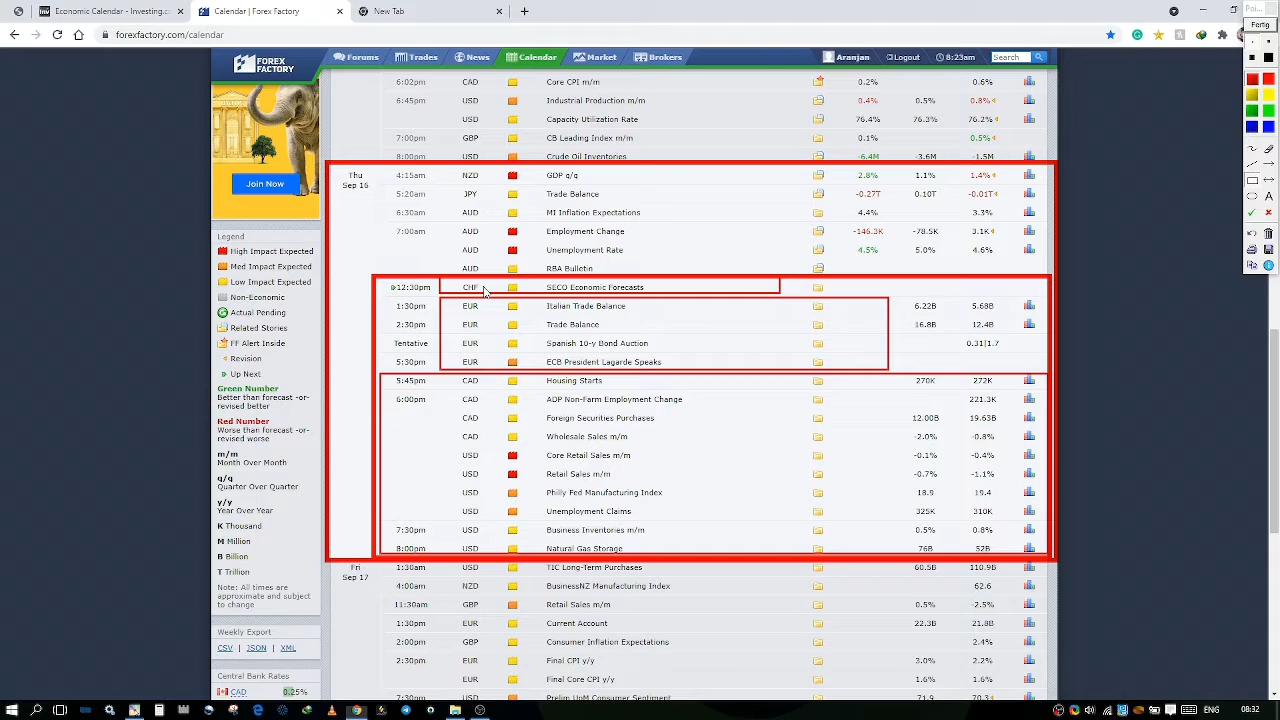 Economic Calendar - Investing.c
Calendar | Forex Factory
New Tab
forexfactory.com/calendar
Fertig
FOREX FACTORY
Forums Trades News Calendar Market Brokers Aranjan Logout 8:23am Search
CAD 0.2%
6:45pm USD Industrial Production m/m 0.4% 0.5% 0.8%
USD Capacity Utilization Rate 76.4% 76.3% 76.2%
7:00pm GBP CB Leading Index m/m 0.1% 0.5%
8:00pm USD Crude Oil Inventories -6.4M -3.6M -1.5M
Thu Sep 16 4:15am NZD GDP q/q 2.8% 1.1% 1.4%
5:20am JPY Trade Balance -0.27T 0.10T -0.01T
6:30am AUD MI Inflation Expectations 4.4% 3.3%
7:00am AUD Employment Change -146.3K -78.5K 3.1K
AUD Unemployment Rate 4.5% 5.0% 4.6%
AUD RBA Bulletin
12:30pm CHF SECO Economic Forecasts
1:30pm EUR Italian Trade Balance 6.22B 5.68B
2:30pm EUR Trade Balance 16.8B 12.4B
Tentative EUR Spanish 10-y Bond Auction 0.31|1.7
5:30pm EUR ECB President Lagarde Speaks
5:45pm CAD Housing Starts 270K 272K
6:00pm CAD ADP Non-Farm Employment Change 221.3K
CAD Foreign Securities Purchases 12.00B 19.63B
CAD Wholesale Sales m/m -2.0% -0.8%
USD Core Retail Sales m/m -0.1% -0.4%
USD Retail Sales m/m -0.7% -1.1%
USD Philly Fed Manufacturing Index 18.9 19.4
USD Unemployment Claims 325K 310K
7:30pm USD Business Inventories m/m 0.5% 0.8%
8:00pm USD Natural Gas Storage 76B 52B
Fri Sep 17 1:30am USD TIC Long-Term Purchases 60.5B 110.9B
4:00am NZD BusinessNZ Manufacturing Index 62.6
11:30am GBP Retail Sales m/m 0.5% -2.5%
1:30pm EUR Current Account 22.3B 21.8B
2:00pm GBP Consumer Inflation Expectations 2.4%
2:30pm EUR Final CPI y/y 3.0% 2.2%
EUR Final Core CPI y/y 1.6% 1.6%
7:30pm USD Prelim UoM Consumer Sentiment 71.9 70.3
Join Now
Legend
High Impact Expected
Med Impact Expected
Low Impact Expected
Non-Economic
Actual Pending
Related Stories
FF Alert Inside
Revision
Up Next
Green Number
Better than forecast -or-
revised better
Red Number
Worse than forecast -or-
revised worse
m/m
Month Over Month
q/q
Quarter Over Quarter
y/y
Year Over Year
K Thousand
M Million
B Billion
T Trillion
Note: All times are
approximate and subject
to change
Weekly Export
CSV | JSON | XML
Central Bank Rates
CAD 0.25%
ENG 08:32